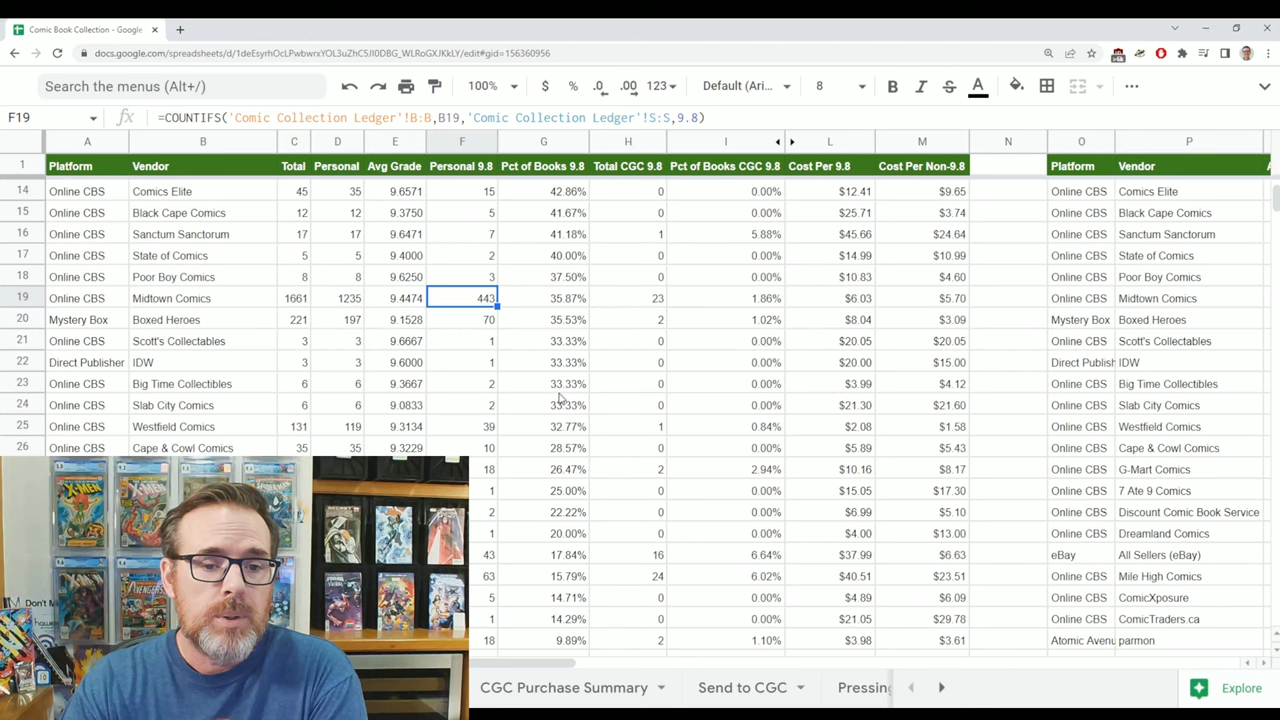 Comic Book Collection - Google
docs.google.com/spreadsheets/d/1deEsyrhOcLPwbwrxYOL3uZhC5JI0DBG_WLRoGXJKkLY/edit#gid=156360956
Search the menus (Alt+/) 100% $ % .0 .00 123 Default (Ari... 8 B I S A
F19 fx =COUNTIFS('Comic Collection Ledger'!B:B,B19,'Comic Collection Ledger'!S:S,9.8)
A B C D E F G H I L M N O P
1 Platform Vendor Total Personal Avg Grade Personal 9.8 Pct of Books 9.8 Total CGC 9.8 Pct of Books CGC 9.8 Cost Per 9.8 Cost Per Non-9.8 Platform Vendor
14 Online CBS Comics Elite 45 35 9.6571 15 42.86% 0 0.00% $12.41 $9.65 Online CBS Comics Elite
15 Online CBS Black Cape Comics 12 12 9.3750 5 41.67% 0 0.00% $25.71 $3.74 Online CBS Black Cape Comics
16 Online CBS Sanctum Sanctorum 17 17 9.6471 7 41.18% 1 5.88% $45.66 $24.64 Online CBS Sanctum Sanctorum
17 Online CBS State of Comics 5 5 9.4000 2 40.00% 0 0.00% $14.99 $10.99 Online CBS State of Comics
18 Online CBS Poor Boy Comics 8 8 9.6250 3 37.50% 0 0.00% $10.83 $4.60 Online CBS Poor Boy Comics
19 Online CBS Midtown Comics 1661 1235 9.4474 443 35.87% 23 1.86% $6.03 $5.70 Online CBS Midtown Comics
20 Mystery Box Boxed Heroes 221 197 9.1528 70 35.53% 2 1.02% $8.04 $3.09 Mystery Box Boxed Heroes
21 Online CBS Scott's Collectables 3 3 9.6667 1 33.33% 0 0.00% $20.05 $20.05 Online CBS Scott's Collectables
22 Direct Publisher IDW 3 3 9.6000 1 33.33% 0 0.00% $20.00 $15.00 Direct Publish IDW
23 Online CBS Big Time Collectibles 6 6 9.3667 2 33.33% 0 0.00% $3.99 $4.12 Online CBS Big Time Collectibles
24 Online CBS Slab City Comics 6 6 9.0833 2 33.33% 0 0.00% $21.30 $21.60 Online CBS Slab City Comics
25 Online CBS Westfield Comics 131 119 9.3134 39 32.77% 1 0.84% $2.08 $1.58 Online CBS Westfield Comics
26 Online CBS Cape & Cowl Comics 35 35 9.3229 10 28.57% 0 0.00% $5.89 $5.43 Online CBS Cape & Cowl Comics
18 26.47% 2 2.94% $10.16 $8.17 Online CBS G-Mart Comics
1 25.00% 0 0.00% $15.05 $17.30 Online CBS 7 Ate 9 Comics
2 22.22% 0 0.00% $6.99 $5.10 Online CBS Discount Comic Book Service
1 20.00% 0 0.00% $4.00 $13.00 Online CBS Dreamland Comics
43 17.84% 16 6.64% $37.99 $6.63 eBay All Sellers (eBay)
63 15.79% 24 6.02% $40.51 $23.51 Online CBS Mile High Comics
5 14.71% 0 0.00% $4.89 $6.09 Online CBS ComicXposure
1 14.29% 0 0.00% $21.05 $29.78 Online CBS ComicTraders.ca
18 9.89% 2 1.10% $3.98 $3.61 Atomic Avenu parmon
X-MEN
AVENGERS
Don't M
CGC Purchase Summary Send to CGC Pressing Explore